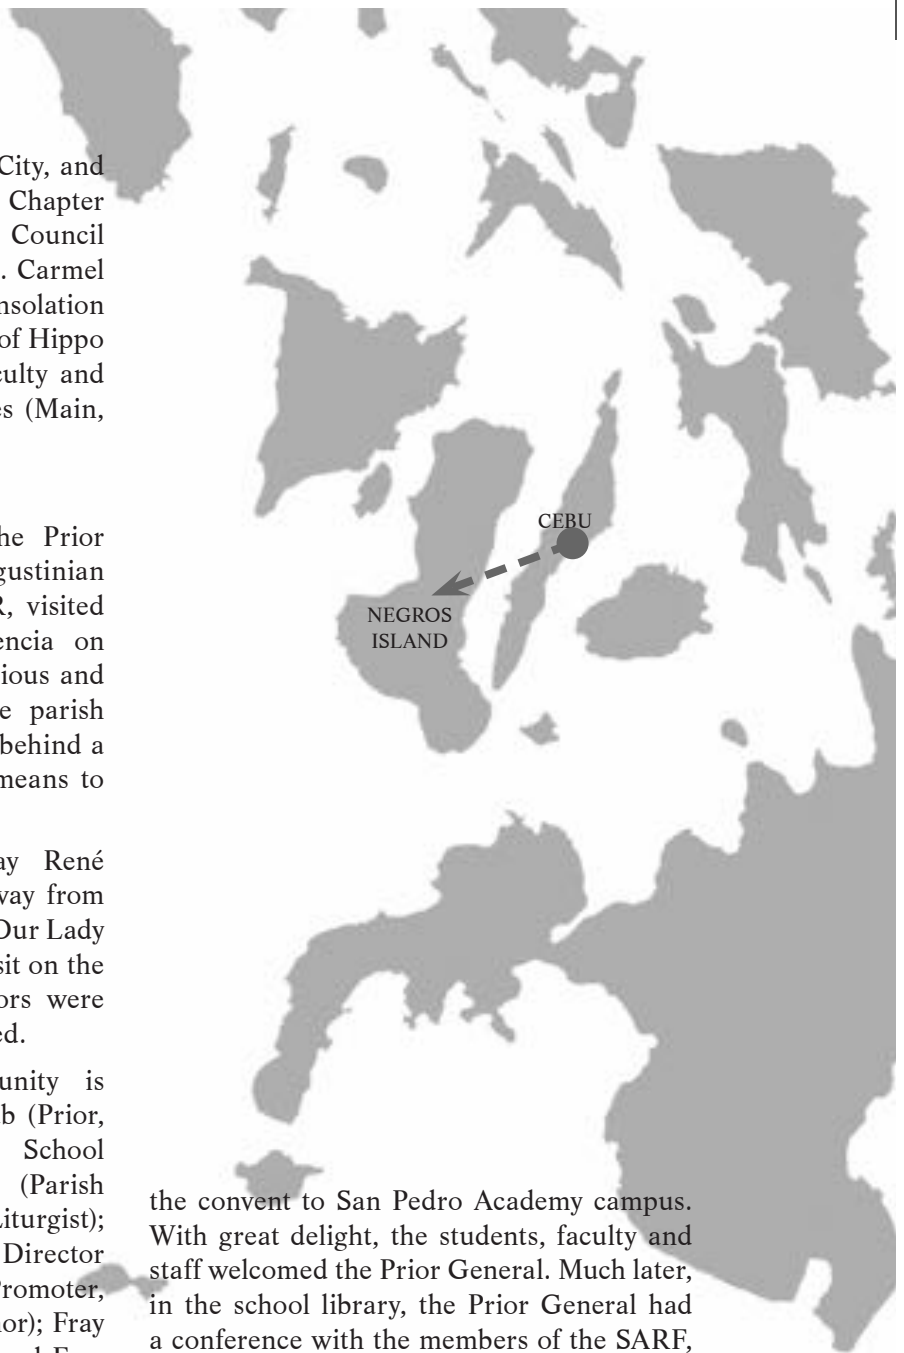 City, and
Chapter
Council
. Carmel
nsolation
of Hippo
culty and
es (Main,
he Prior
gustinian
R, visited
encia on
ious and
e parish
behind a
means to
ay René
way from
Our Lady
sit on the
ors were
ed.
unity is
b (Prior,
School
(Parish
Liturgist);
Director
Promoter,
nor); Fray
CEBU
NEGROS
ISLAND
the convent to San Pedro Academy campus.
With great delight, the students, faculty and
staff welcomed the Prior General. Much later,
in the school library, the Prior General had
a conference with the members of the SARF,